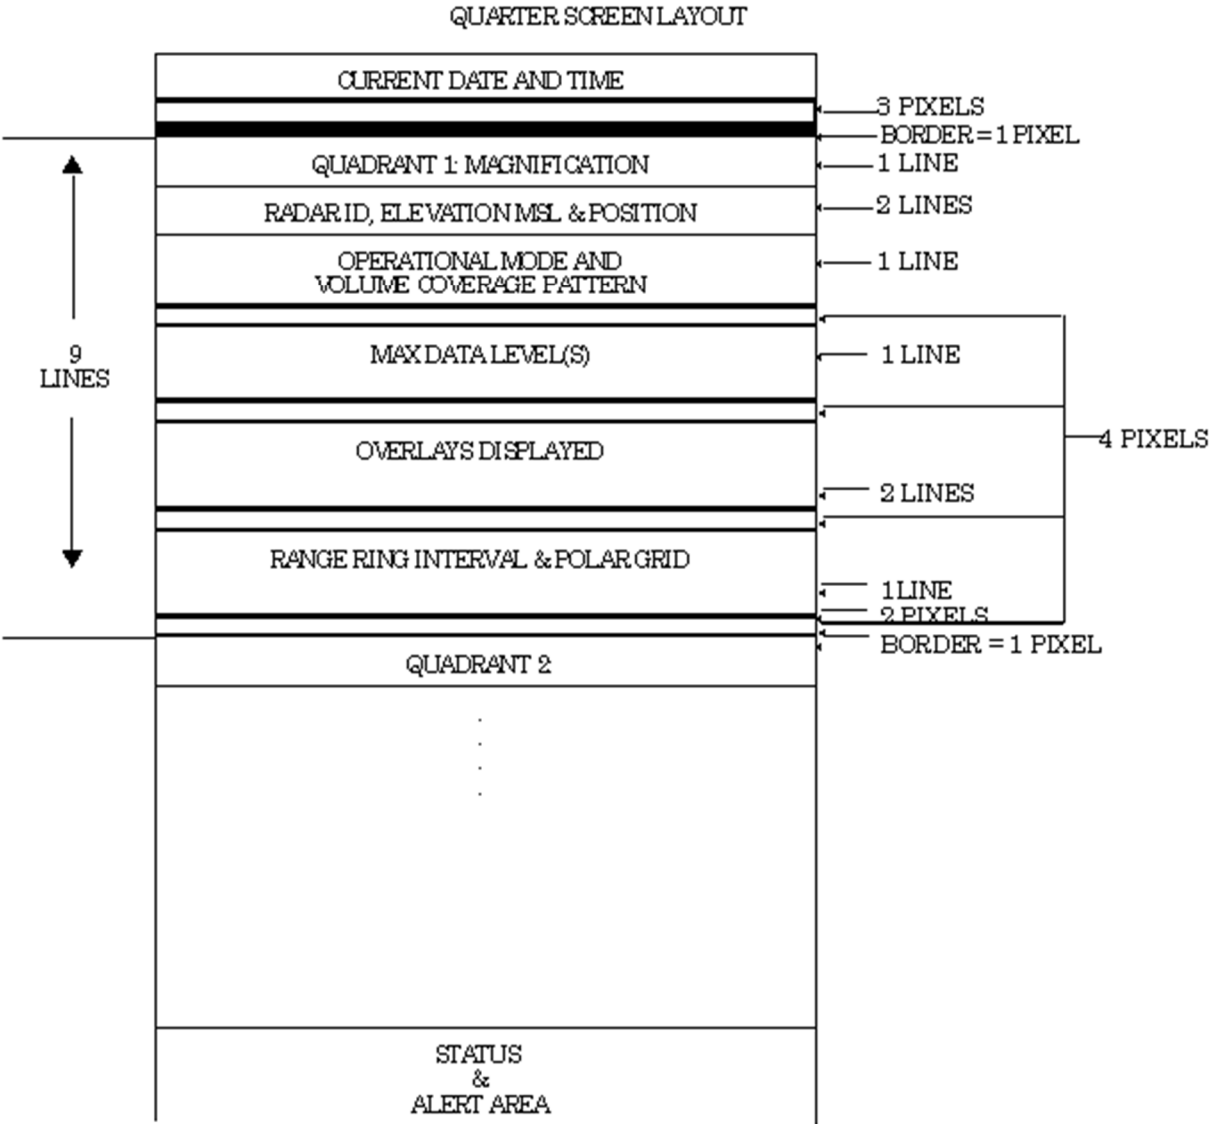 QUARTER SCREEN LAYOUT
CURRENT DATE AND TIME
3 PIXELS
BORDER = 1 PIXEL
QUADRANT 1: MAGNIFICATION
1 LINE
RADAR ID, ELEVATION MSL & POSITION
2 LINES
OPERATIONAL MODE AND
VOLUME COVERAGE PATTERN
1 LINE
9
LINES
MAX DATA LEVEL(S)
1 LINE
4 PIXELS
OVERLAYS DISPLAYED
2 LINES
RANGE RING INTERVAL & POLAR GRID
1 LINE
2 PIXELS
BORDER = 1 PIXEL
QUADRANT 2:
.
.
.
.
STATUS
&
ALERT AREA